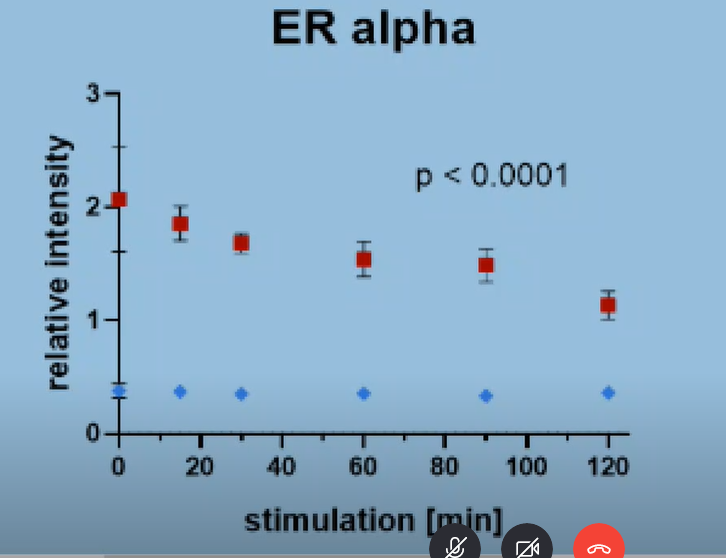 ER alpha
3
2
1
0
relative intensity
p < 0.0001
0 20 40 60 80 100 120
stimulation [min]